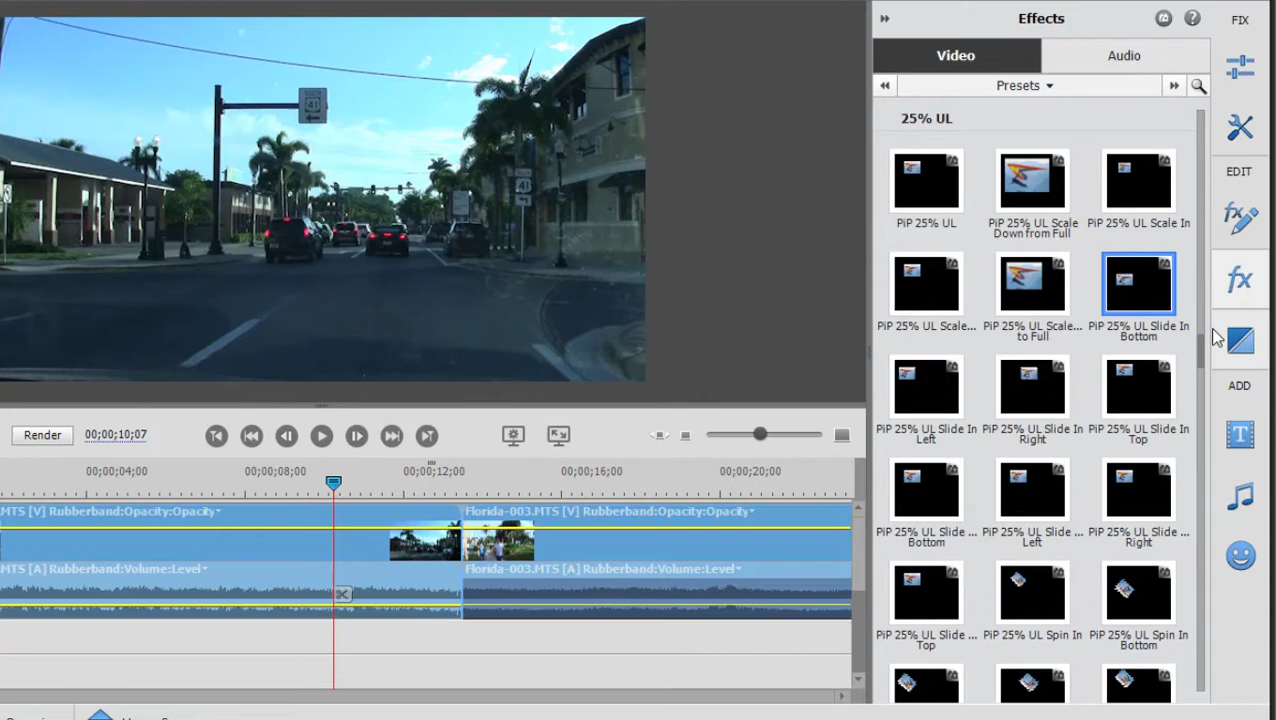 Effects
FIX
Video
Audio
Presets
25% UL
PiP 25% UL
PiP 25% UL Scale
Down from Full
PiP 25% UL Scale In
EDIT
PiP 25% UL Scale...
PiP 25% UL Scale...
to Full
PiP 25% UL Slide In
Bottom
ADD
PiP 25% UL Slide In
Left
PiP 25% UL Slide In
Right
PiP 25% UL Slide In
Top
PiP 25% UL Slide ...
Bottom
PiP 25% UL Slide ...
Left
PiP 25% UL Slide ...
Right
PiP 25% UL Slide ...
Top
PiP 25% UL Spin In
PiP 25% UL Spin In
Bottom
41
41
Render
00;00;10;07
00;00;04;00
00;00;08;00
00;00;12;00
00;00;16;00
00;00;20;00
.MTS [V] Rubberband:Opacity:Opacity
Florida-003.MTS [V] Rubberband:Opacity:Opacity
.MTS [A] Rubberband:Volume:Level
Florida-003.MTS [A] Rubberband:Volume:Level